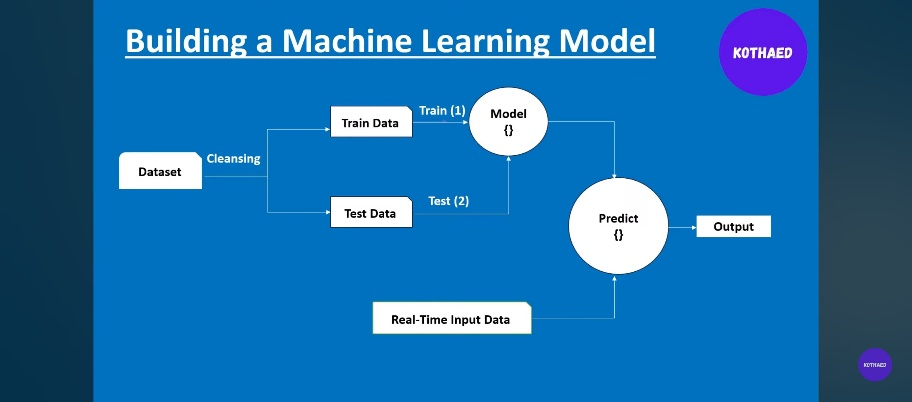 Building a Machine Learning Model
KOTHAED
Train (1)
Model
{}
Train Data
Cleansing
Dataset
Test (2)
Test Data
Predict
{}
Output
Real-Time Input Data
KOTHAED